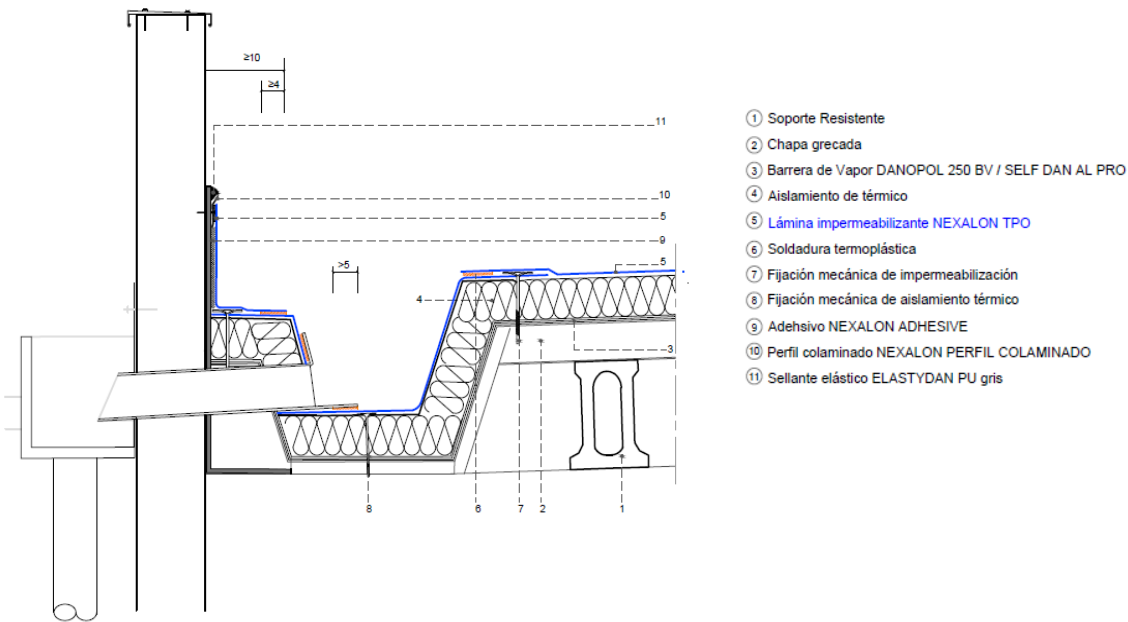 ≥10
≥4
11
10
5
9
>5
5
4
3
8
6
7
2
1
1 Soporte Resistente
2 Chapa grecada
3 Barrera de Vapor DANOPOL 250 BV / SELF DAN AL PRO
4 Aislamiento de térmico
5 Lámina impermeabilizante NEXALON TPO
6 Soldadura termoplástica
7 Fijación mecánica de impermeabilización
8 Fijación mecánica de aislamiento térmico
9 Adehsivo NEXALON ADHESIVE
10 Perfil colaminado NEXALON PERFIL COLAMINADO
11 Sellante elástico ELASTYDAN PU gris